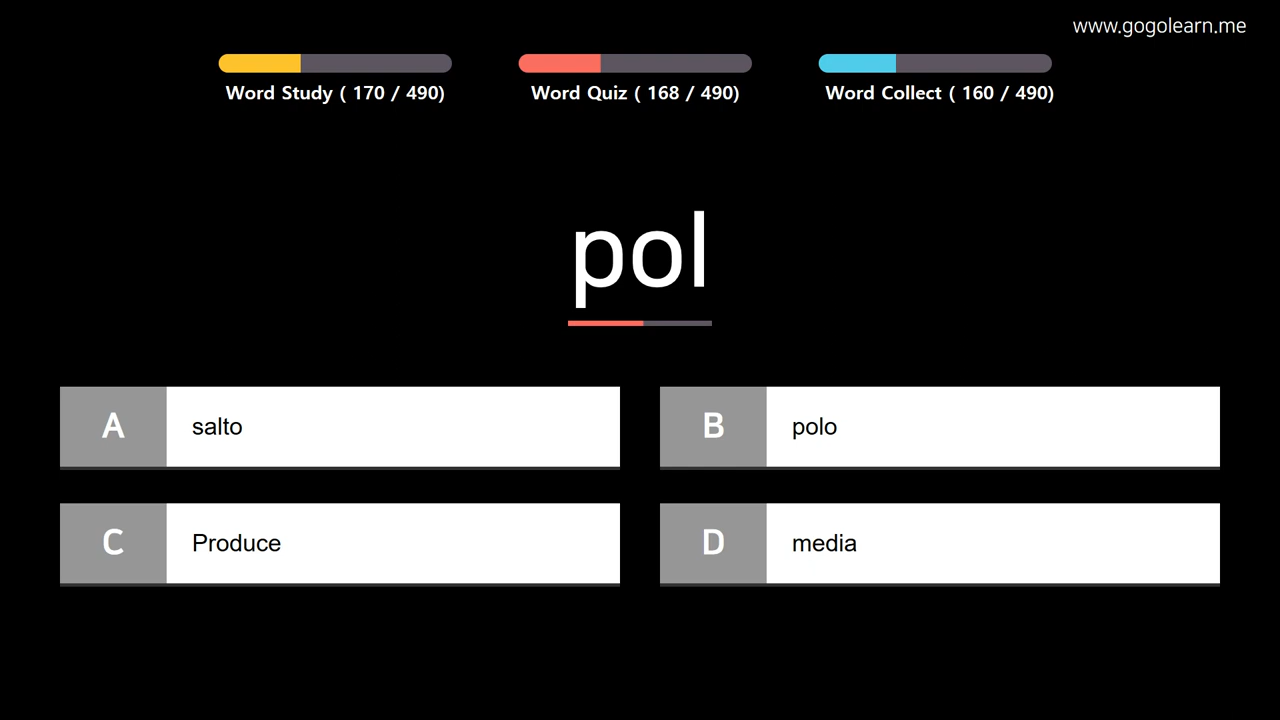 www.gogolearn.me
Word Study ( 170 / 490)
Word Quiz ( 168 / 490)
Word Collect ( 160 / 490)
pol
A salto
B polo
C Produce
D media